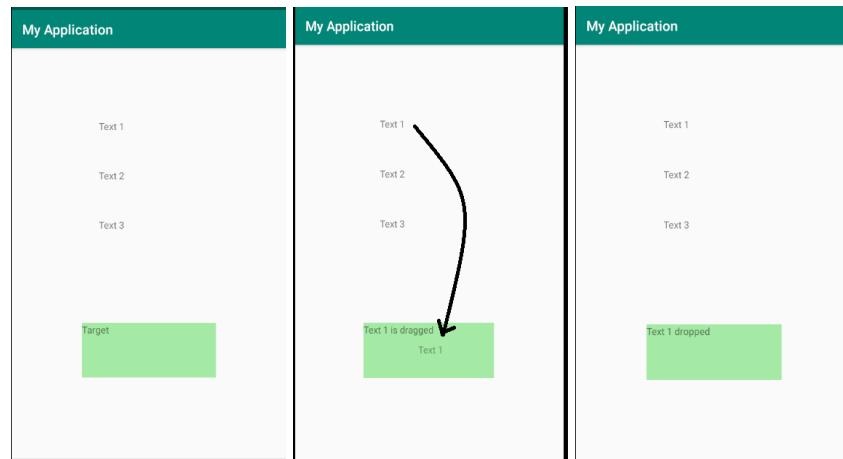 My Application
Text 1
Text 2
Text 3
Target
My Application
Text 1
Text 2
Text 3
Text 1 is dragged
Text 1
My Application
Text 1
Text 2
Text 3
Text 1 dropped